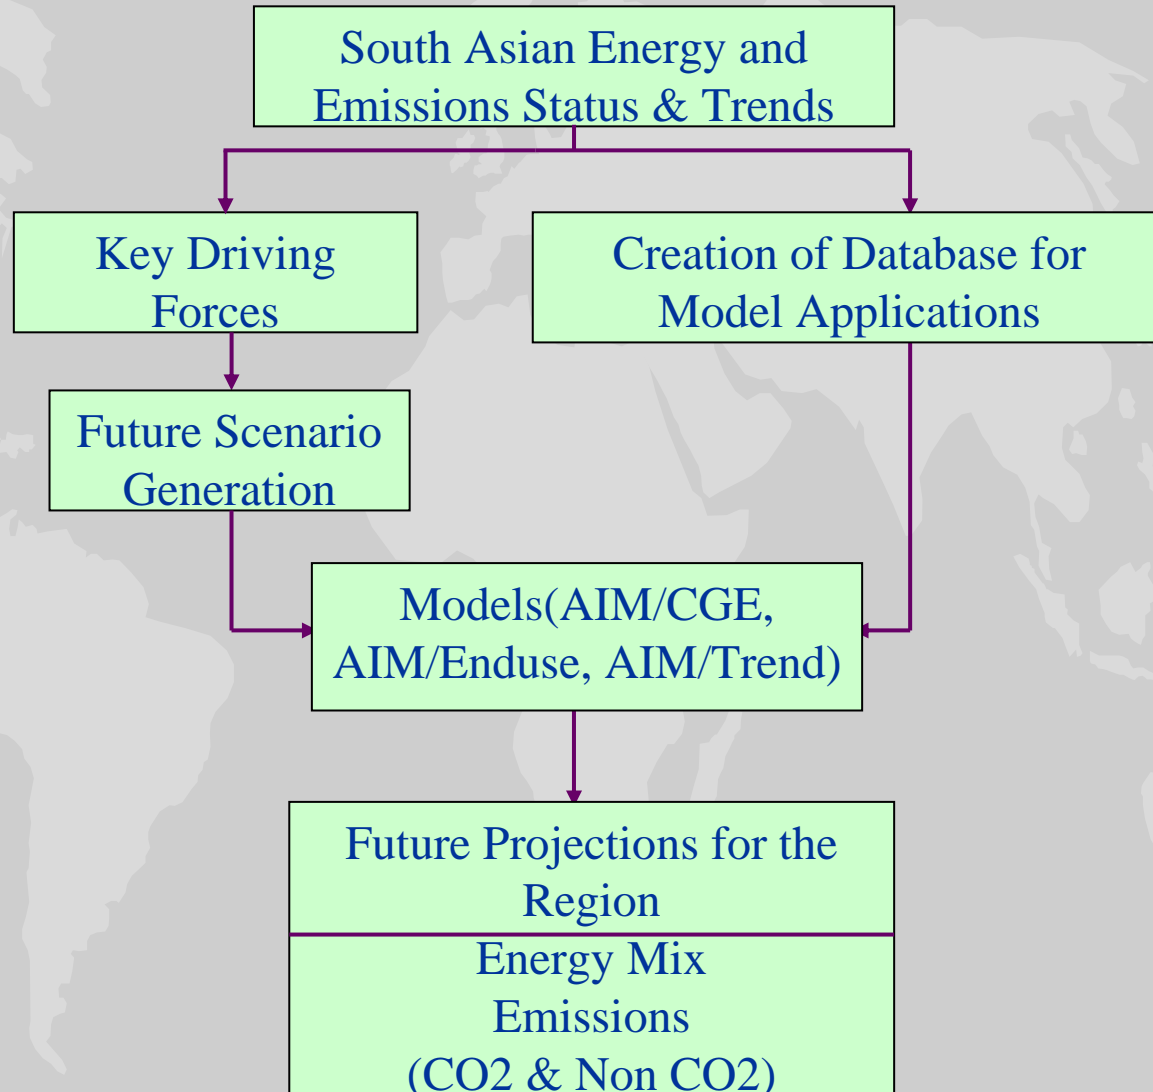 South Asian Energy and
Emissions Status & Trends
Key Driving
Forces
Creation of Database for
Model Applications
Future Scenario
Generation
Models(AIM/CGE,
AIM/Enduse, AIM/Trend)
Future Projections for the
Region
Energy Mix
Emissions
(CO2 & Non CO2)